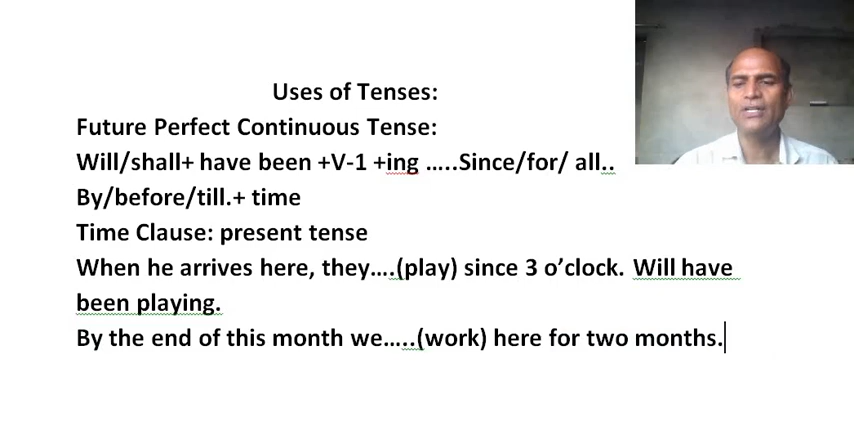 Uses of Tenses:
Future Perfect Continuous Tense:
Will/shall+ have been +V-1 +ing …..Since/for/ all..
By/before/till.+ time
Time Clause: present tense
When he arrives here, they….(play) since 3 o’clock. Will have
been playing.
By the end of this month we…..(work) here for two months.